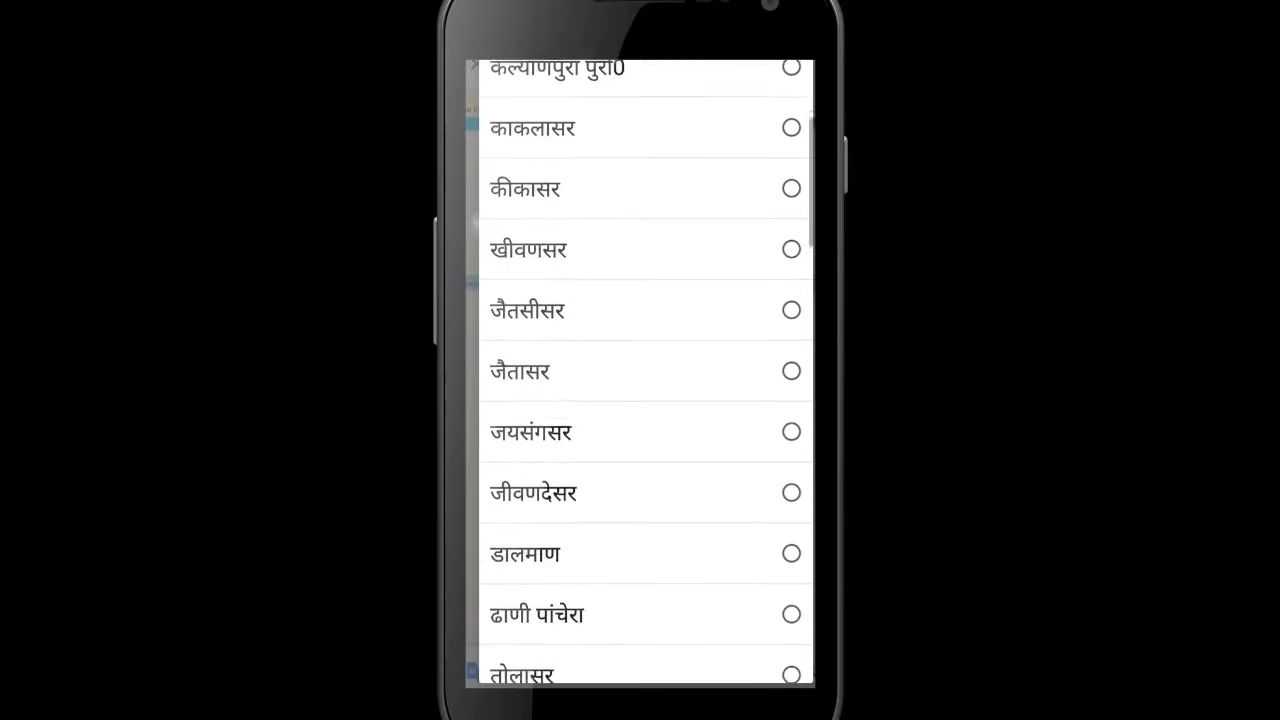 कल्याणपुरा पुरा0
काकलासर
कीकासर
खीवणसर
जैतसीसर
जैतासर
जयसंगसर
जीवणदेसर
डालमाण
ढाणी पांचेरा
तोलासर